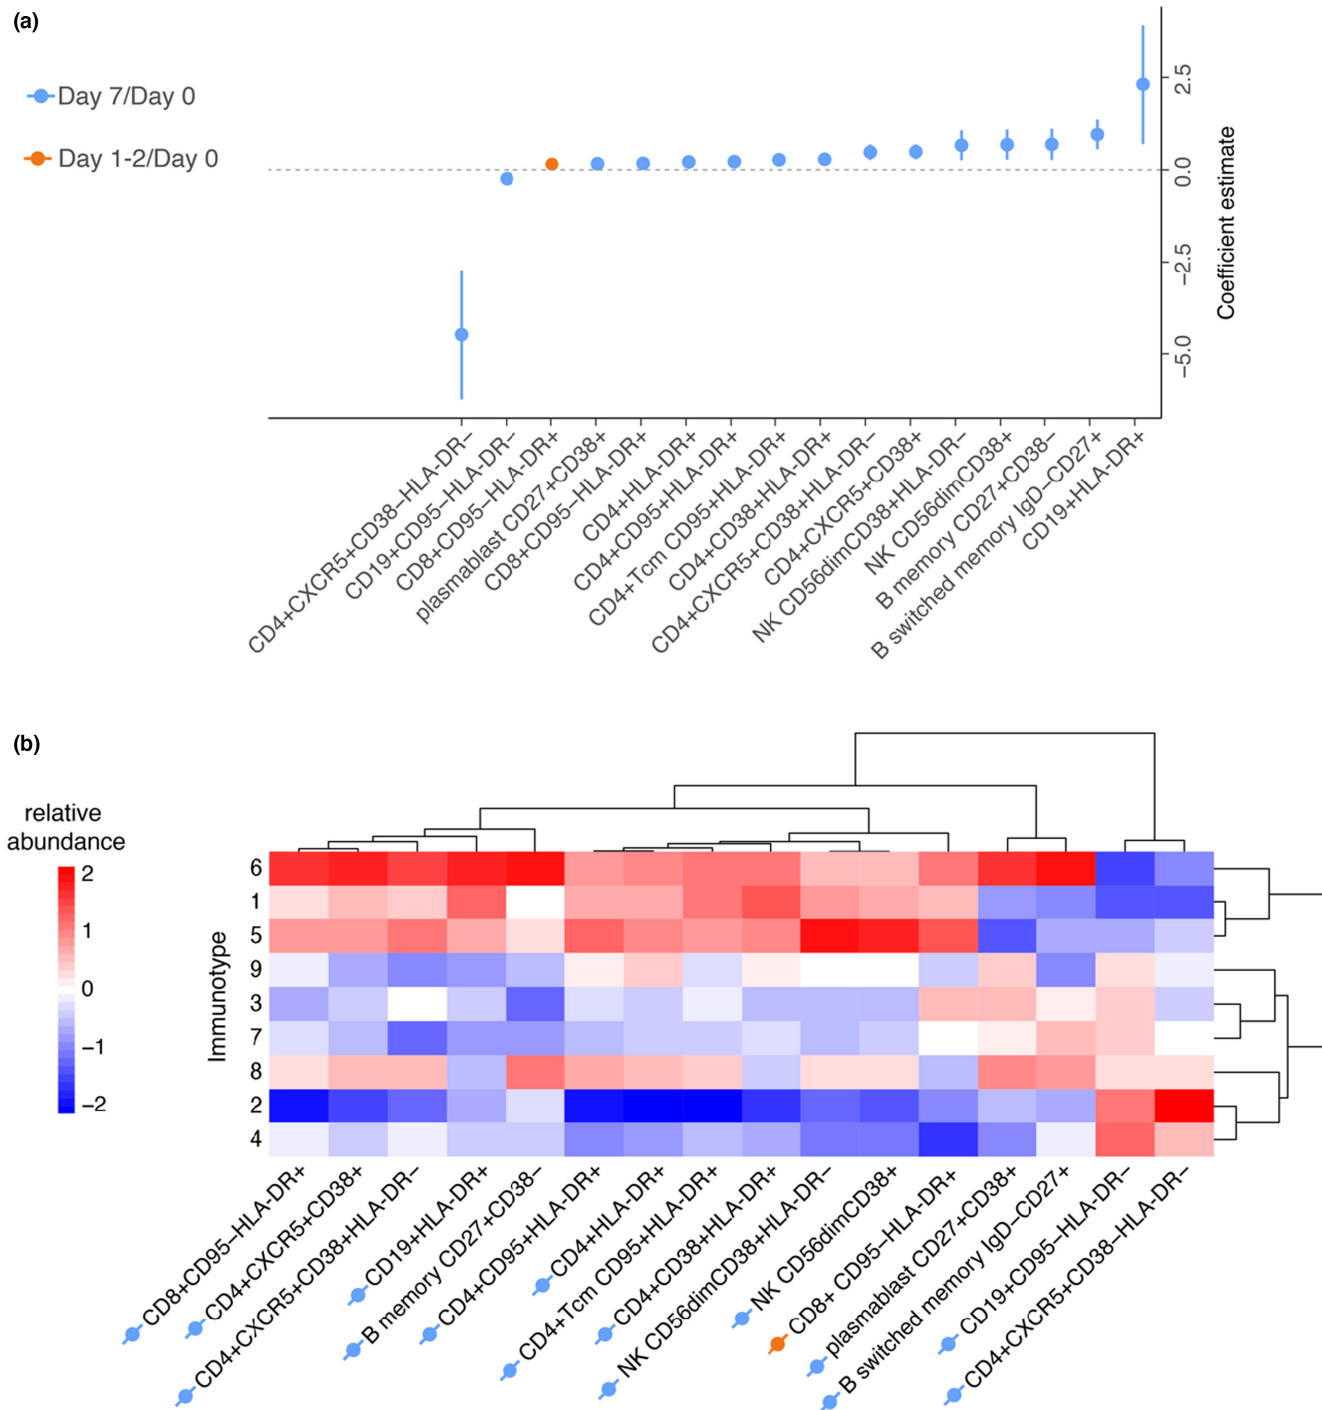 (a)
Day 7/Day 0
Day 1-2/Day 0
2.5
0.0
−2.5
−5.0
Coefficient estimate
CD4+CXCR5+CD38−HLA-DR−
CD19+CD95−HLA-DR−
CD8+CD95−HLA-DR+
plasmablast CD27+CD38+
CD8+CD95−HLA-DR+
CD4+HLA-DR+
CD4+CD95+HLA-DR+
CD4+Tcm CD95+HLA-DR+
CD4+CD38+HLA-DR+
CD4+CXCR5+CD38+HLA-DR−
CD4+CXCR5+CD38+
NK CD56dimCD38+HLA-DR−
NK CD56dimCD38+
B memory CD27+CD38−
B switched memory IgD−CD27+
CD19+HLA-DR+
(b)
relative
abundance
2
1
0
−1
−2
Immunotype
6
1
5
9
3
7
8
2
4
CD8+CD95−HLA-DR+
CD4+CXCR5+CD38+
CD4+CXCR5+CD38+HLA-DR−
CD19+HLA-DR+
B memory CD27+CD38−
CD4+CD95+HLA-DR+
CD4+HLA-DR+
CD4+Tcm CD95+HLA-DR+
CD4+CD38+HLA-DR+
NK CD56dimCD38+HLA-DR−
NK CD56dimCD38+
CD8+ CD95−HLA-DR+
plasmablast CD27+CD38+
B switched memory IgD−CD27+
CD19+CD95−HLA-DR−
CD4+CXCR5+CD38−HLA-DR−